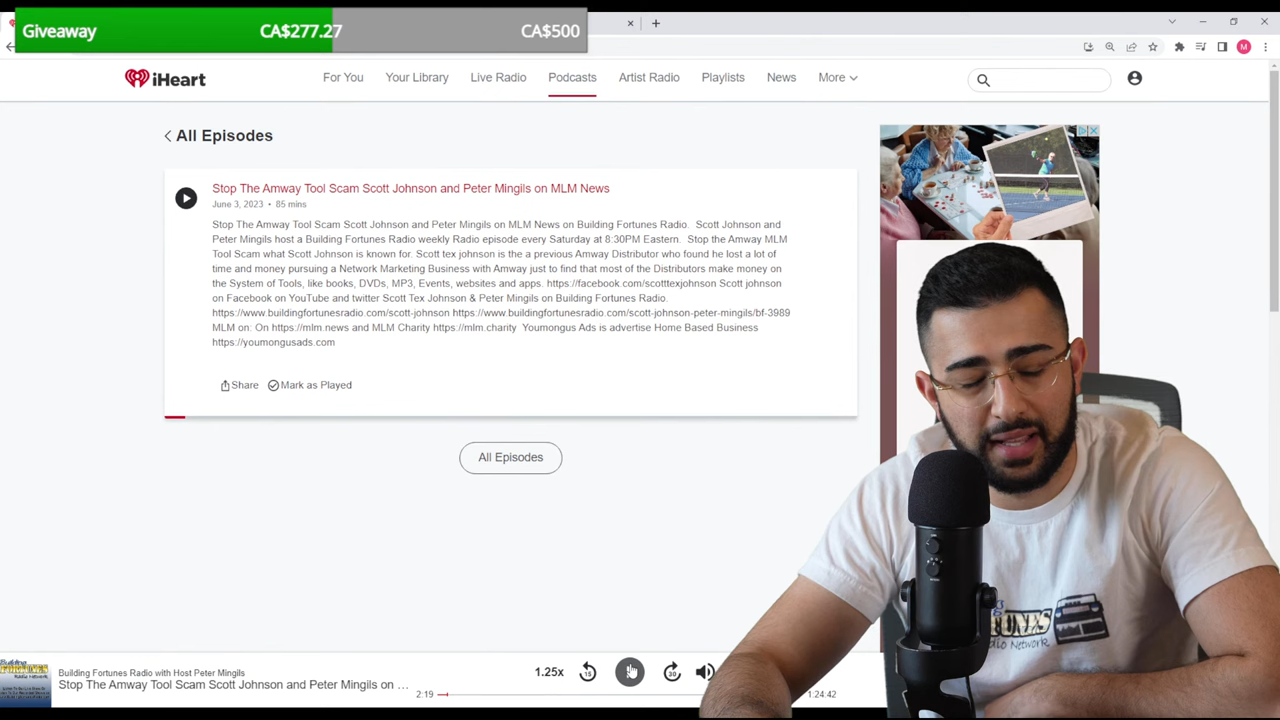 Giveaway CA$277.27 CA$500
iHeart For You Your Library Live Radio Podcasts Artist Radio Playlists News More
M
All Episodes
Stop The Amway Tool Scam Scott Johnson and Peter Mingils on MLM News
June 3, 2023 • 85 mins
Stop The Amway Tool Scam Scott Johnson and Peter Mingils on MLM News on Building Fortunes Radio. Scott Johnson and
Peter Mingils host a Building Fortunes Radio weekly Radio episode every Saturday at 8:30PM Eastern. Stop the Amway MLM
Tool Scam what Scott Johnson is known for. Scott tex johnson is the a previous Amway Distributor who found he lost a lot of
time and money pursuing a Network Marketing Business with Amway just to find that most of the Distributors make money on
the System of Tools, like books, DVDs, MP3, Events, websites and apps. https://facebook.com/scotttexjohnson Scott johnson
on Facebook on YouTube and twitter Scott Tex Johnson & Peter Mingils on Building Fortunes Radio.
https://www.buildingfortunesradio.com/scott-johnson https://www.buildingfortunesradio.com/scott-johnson-peter-mingils/bf-3989
MLM on: On https://mlm.news and MLM Charity https://mlm.charity Youmongus Ads is advertise Home Based Business
https://youmongusads.com
Share Mark as Played
All Episodes
Building Fortunes Radio with Host Peter Mingils
Stop The Amway Tool Scam Scott Johnson and Peter Mingils on ...
1.25x 15 30
2:19 1:24:42